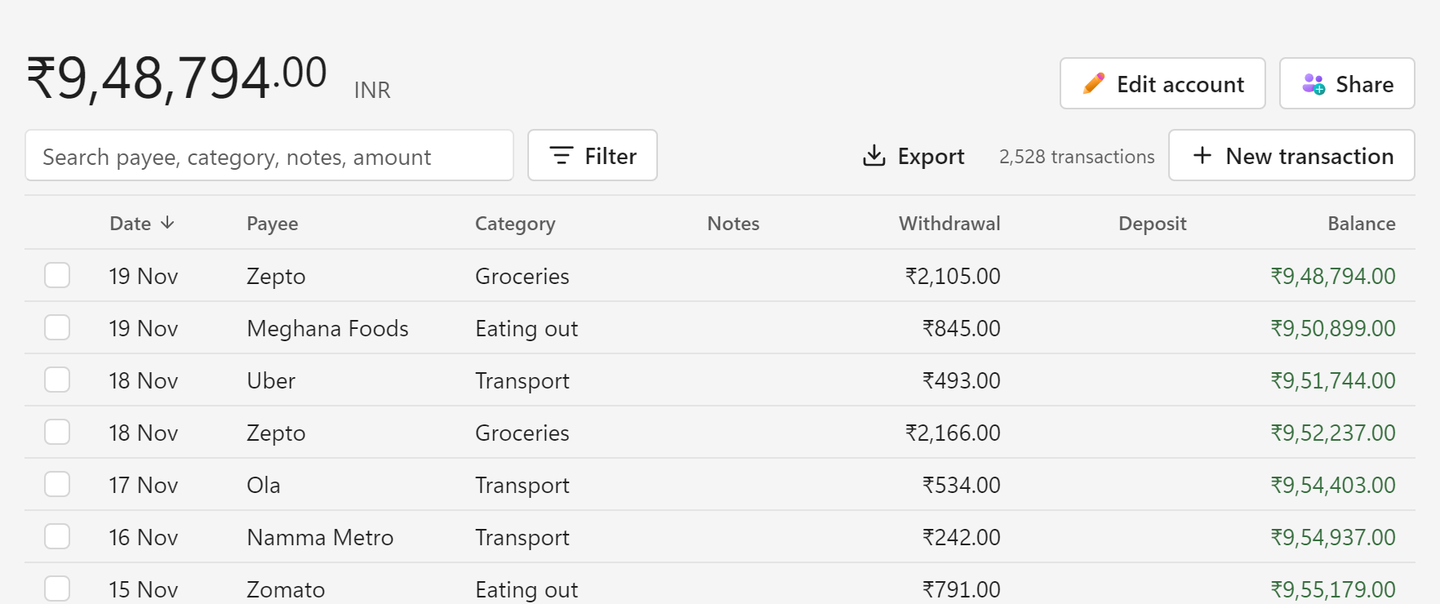 ₹9,48,794.00 INR
Edit account
Share
Search payee, category, notes, amount
Filter
Export
2,528 transactions
New transaction
Date ↓ Payee Category Notes Withdrawal Deposit Balance
19 Nov Zepto Groceries ₹2,105.00 ₹9,48,794.00
19 Nov Meghana Foods Eating out ₹845.00 ₹9,50,899.00
18 Nov Uber Transport ₹493.00 ₹9,51,744.00
18 Nov Zepto Groceries ₹2,166.00 ₹9,52,237.00
17 Nov Ola Transport ₹534.00 ₹9,54,403.00
16 Nov Namma Metro Transport ₹242.00 ₹9,54,937.00
15 Nov Zomato Eating out ₹791.00 ₹9,55,179.00